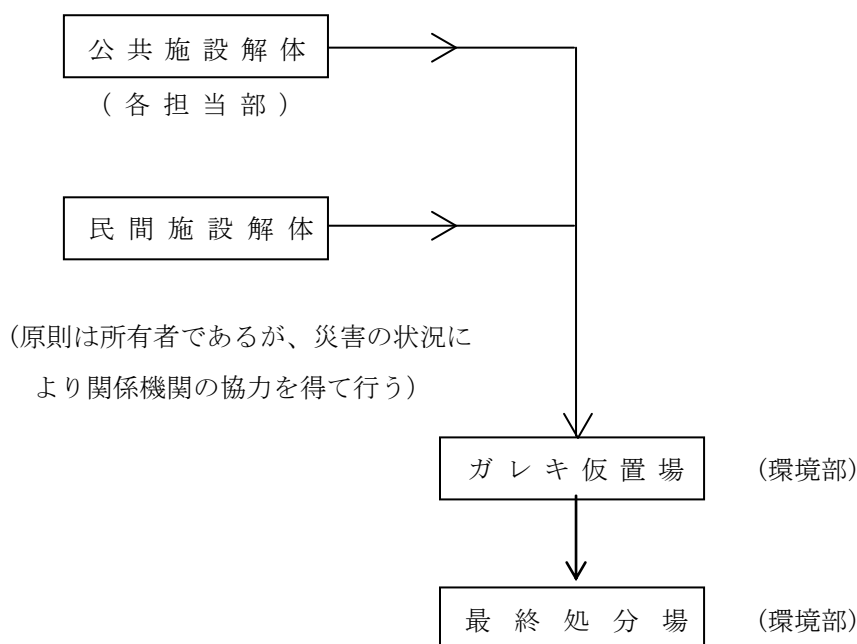 公共施設解体
(各担当部)
民間施設解体
(原則は所有者であるが、災害の状況に
より関係機関の協力を得て行う)
ガレキ仮置場
(環境部)
最終処分場
(環境部)